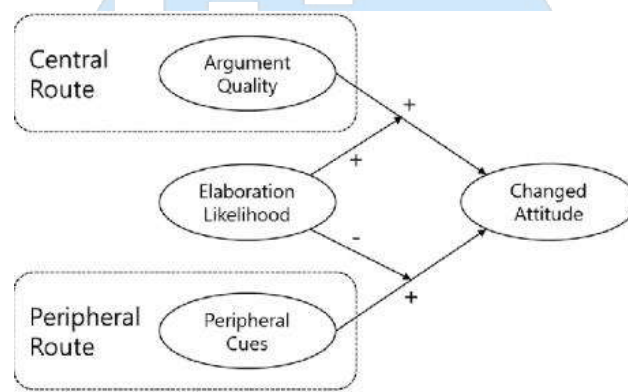 Central
Route
Argument
Quality
+
+
Elaboration
Likelihood
Changed
Attitude
-
+
Peripheral
Route
Peripheral
Cues